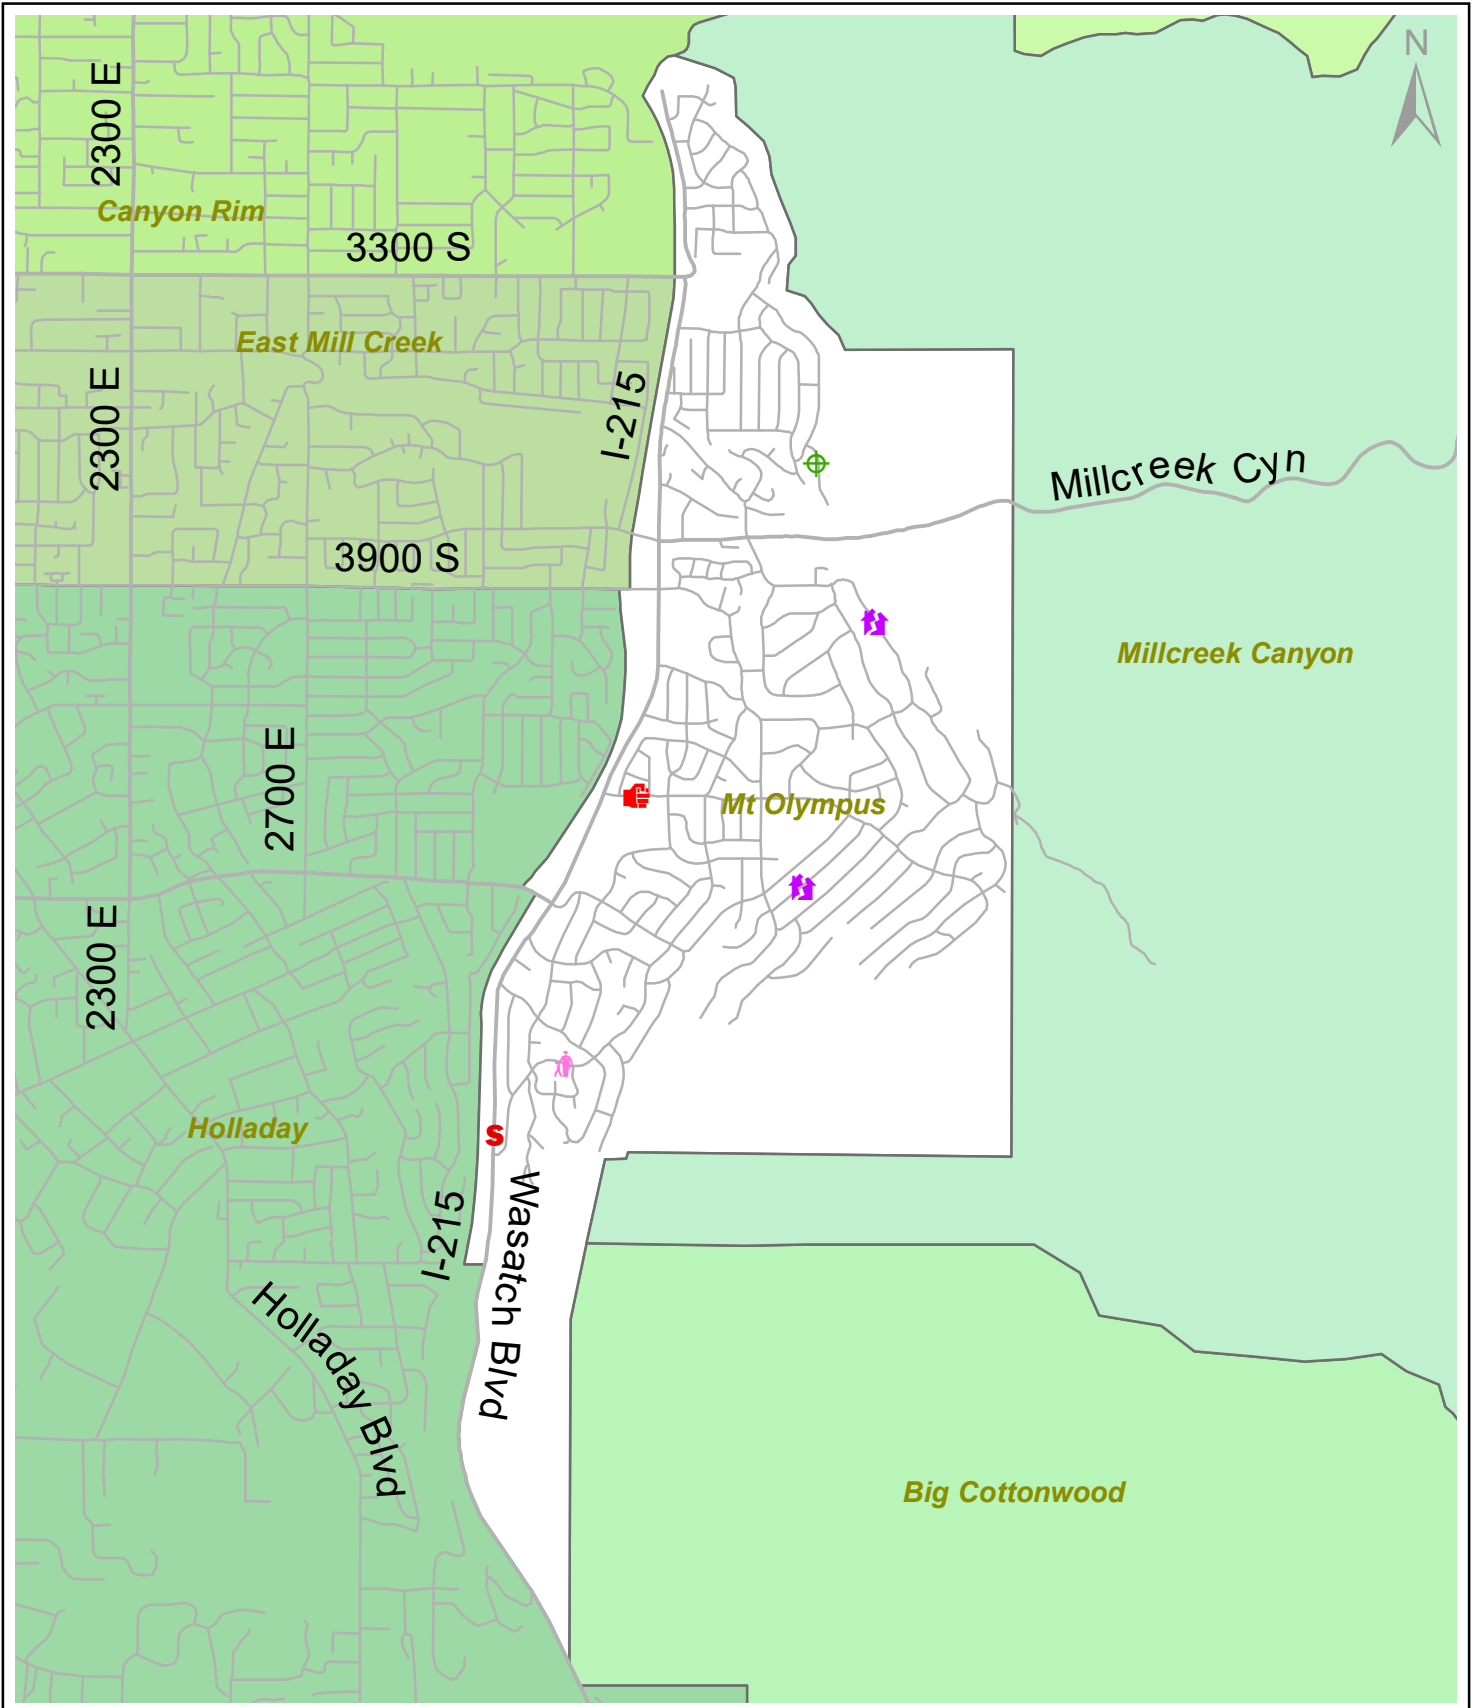 N
2300 E
Canyon Rim
3300 S
East Mill Creek
2300 E
I-215
Millcreek Cyn
3900 S
Millcreek Canyon
2700 E
Mt Olympus
2300 E
Holladay
S
I-215
Wasatch Blvd
Holladay Blvd
Big Cottonwood